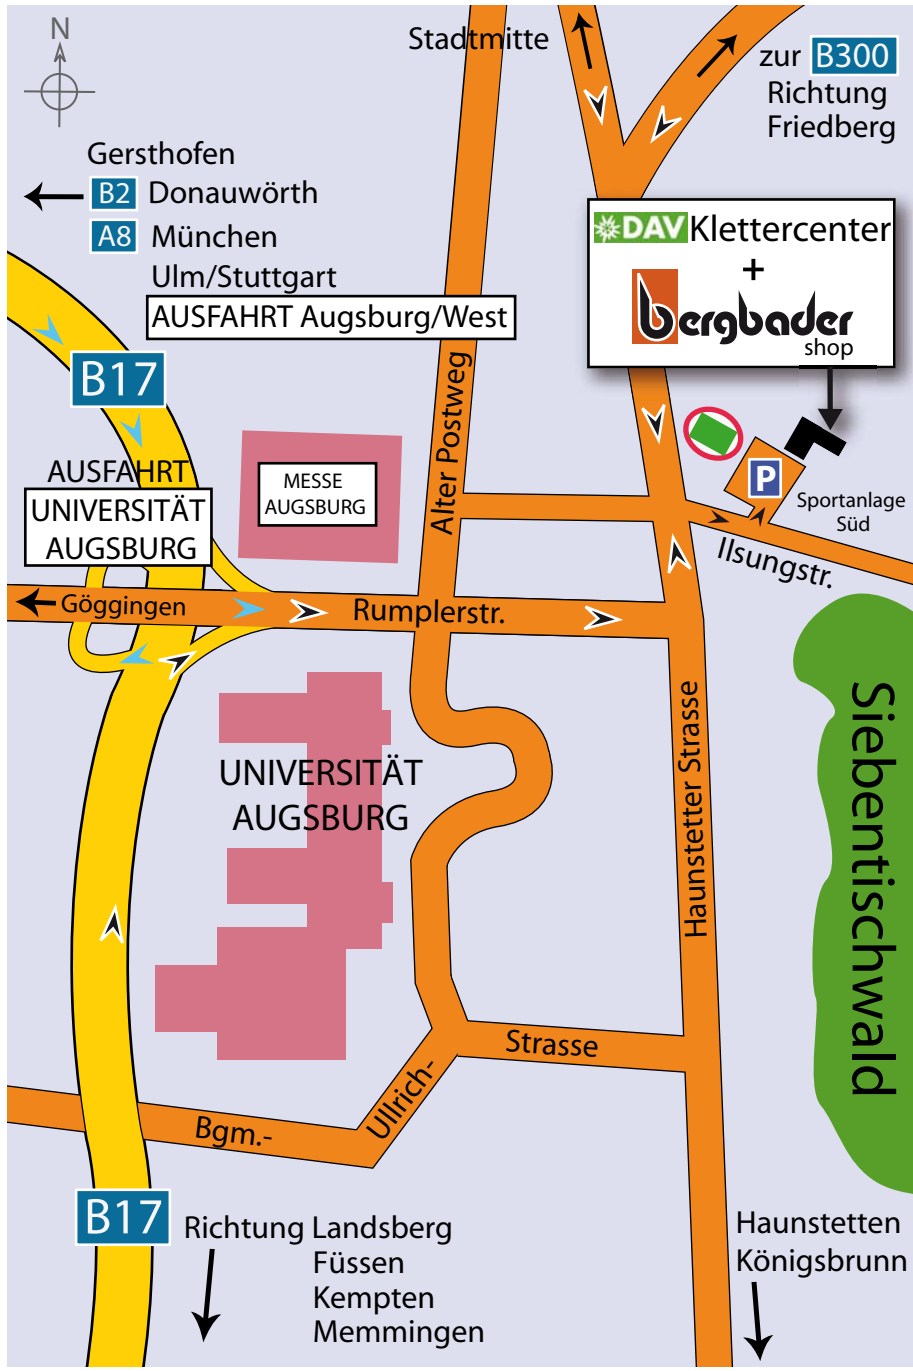 N
Stadtmitte
zur B300
Richtung
Friedberg
Gersthofen
B2 Donauwörth
A8 München
Ulm/Stuttgart
AUSFAHRT Augsburg/West
DAV Klettercenter
+
bergbader
shop
B17
Alter Postweg
AUSFAHRT
UNIVERSITÄT
AUGSBURG
MESSE
AUGSBURG
P
Sportanlage
Süd
Ilsungstr.
Göggingen
Rumplerstr.
Haunstetter Strasse
Siebentischwald
UNIVERSITÄT
AUGSBURG
Bgm.-
Ullrich-
Strasse
B17
Richtung Landsberg
Füssen
Kempten
Memmingen
Haunstetten
Königsbrunn